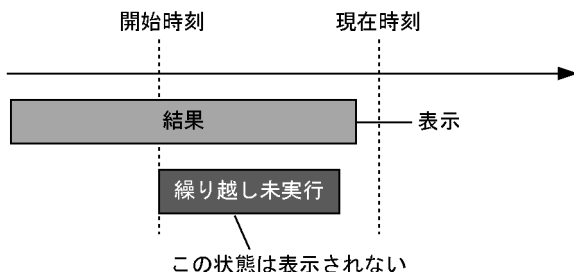 開始時刻
現在時刻
結果
表示
繰り越し未実行
この状態は表示されない